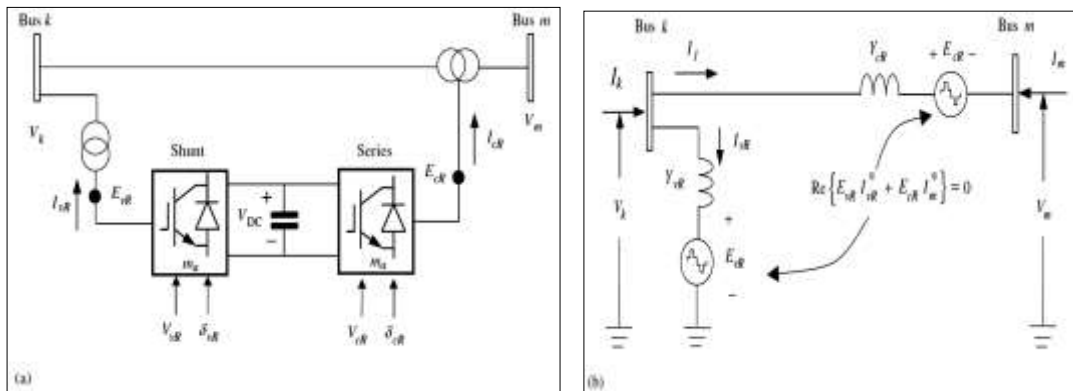 Bus k
Bus m
V_k
V_m
I_cR
Shunt
Series
E_vR
E_cR
I_vR
+
V_DC
−
m_a
m_a
V_vR
δ_vR
V_cR
δ_cR
(a)
Bus k
Bus m
I_l
Y_cR
+ E_cR −
I_m
I_k
I_vR
Y_vR
Re{E_vR I*_vR + E_cR I*_m} = 0
V_k
V_m
+
E_cR
−
(b)